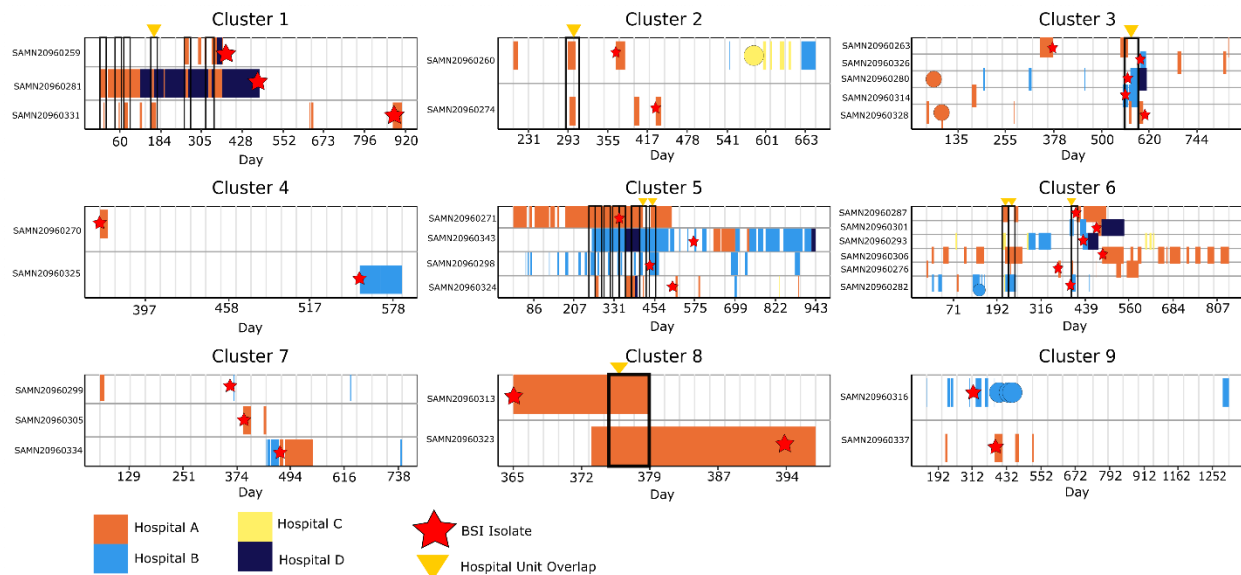 Cluster 1
SAMN20960259
SAMN20960281
SAMN20960331
60 184 305 428 552 673 796 920
Day
Cluster 2
SAMN20960260
SAMN20960274
231 293 355 417 478 541 601 663
Day
Cluster 3
SAMN20960263
SAMN20960326
SAMN20960280
SAMN20960314
SAMN20960328
135 255 378 501 620 744
Day
Cluster 4
SAMN20960270
SAMN20960325
397 458 517 578
Day
Cluster 5
SAMN20960271
SAMN20960343
SAMN20960298
SAMN20960324
86 207 331 454 575 699 822 943
Day
Cluster 6
SAMN20960287
SAMN20960301
SAMN20960293
SAMN20960306
SAMN20960276
SAMN20960282
71 192 316 439 560 684 807
Day
Cluster 7
SAMN20960299
SAMN20960305
SAMN20960334
129 251 374 494 616 738
Day
Cluster 8
SAMN20960313
SAMN20960323
365 372 379 387 394
Day
Cluster 9
SAMN20960316
SAMN20960337
192 312 432 552 672 792 912 1032 1162 1292
Day
Hospital A
Hospital B
Hospital C
Hospital D
BSI Isolate
Hospital Unit Overlap